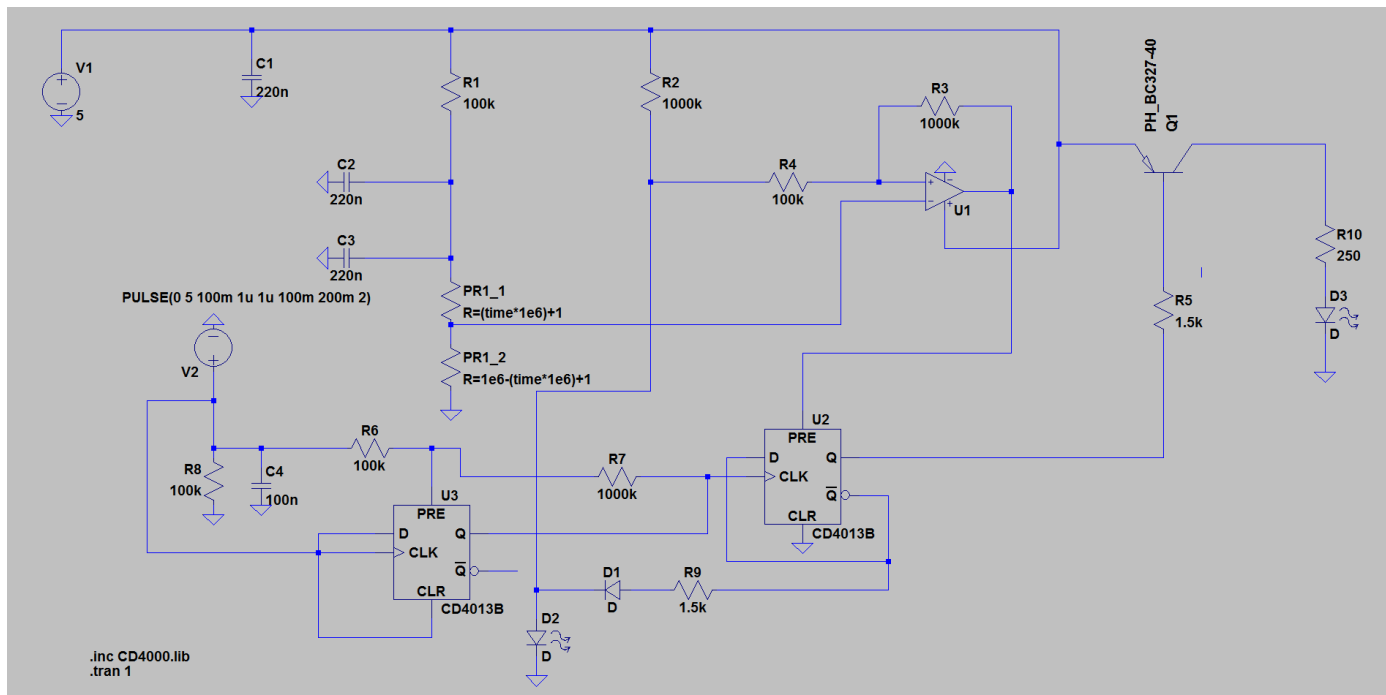 V1
5
C1
220n
R1
100k
R2
1000k
R3
1000k
PH_BC327-40
Q1
C2
220n
R4
100k
+
−
U1
C3
220n
R10
250
PULSE(0 5 100m 1u 1u 100m 200m 2)
PR1_1
R=(time*1e6)+1
R5
1.5k
D3
D
V2
PR1_2
R=1e6-(time*1e6)+1
U2
PRE
D
Q
CLK
Q
CLR
CD4013B
R6
100k
R8
100k
C4
100n
R7
1000k
U3
PRE
D
Q
CLK
Q
CLR
CD4013B
D1
D
R9
1.5k
D2
D
.inc CD4000.lib
.tran 1